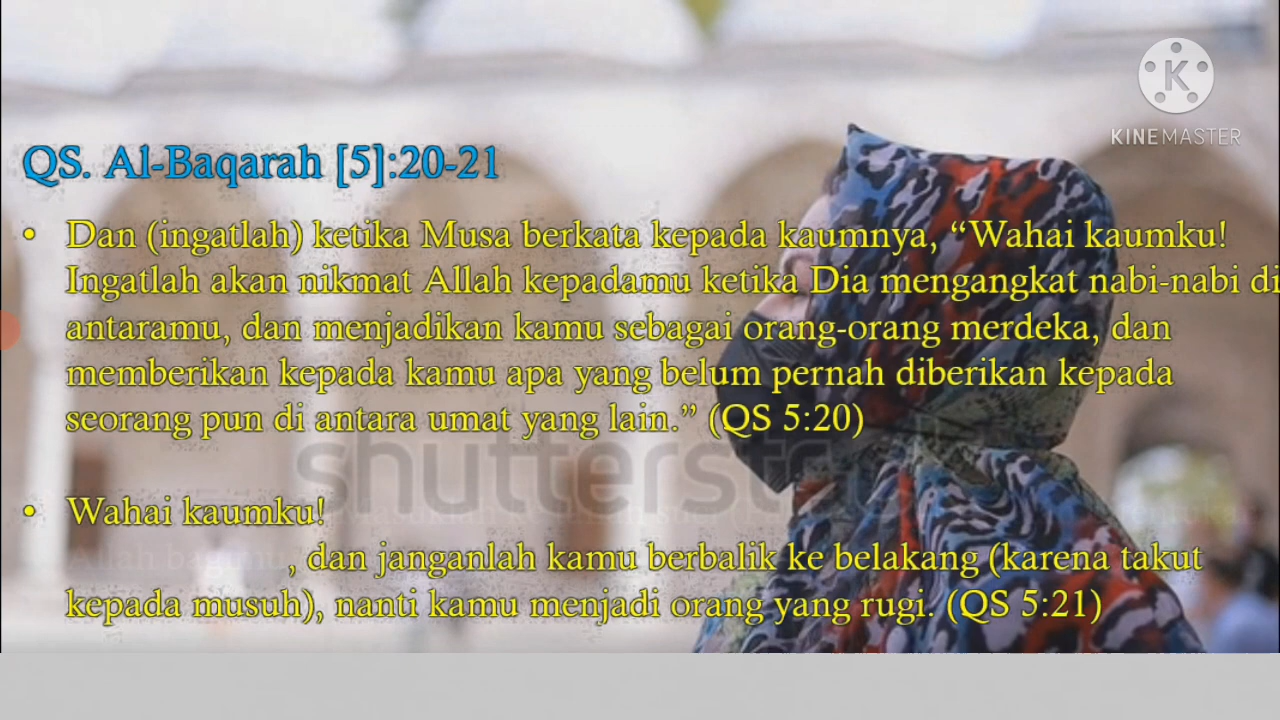 KINEMASTER
QS. Al-Baqarah [5]:20-21
• Dan (ingatlah) ketika Musa berkata kepada kaumnya, “Wahai kaumku!
Ingatlah akan nikmat Allah kepadamu ketika Dia mengangkat nabi-nabi di
antaramu, dan menjadikan kamu sebagai orang-orang merdeka, dan
memberikan kepada kamu apa yang belum pernah diberikan kepada
seorang pun di antara umat yang lain.” (QS 5:20)
shutterstock
• Wahai kaumku!
Allah bagimu, dan janganlah kamu berbalik ke belakang (karena takut
kepada musuh), nanti kamu menjadi orang yang rugi. (QS 5:21)